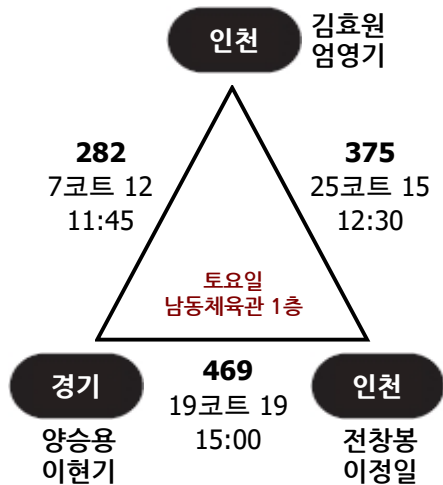 인천
김효원
엄영기
282
7코트 12
11:45
375
25코트 15
12:30
토요일
남동체육관 1층
경기
양승용
이현기
469
19코트 19
15:00
인천
전창봉
이정일